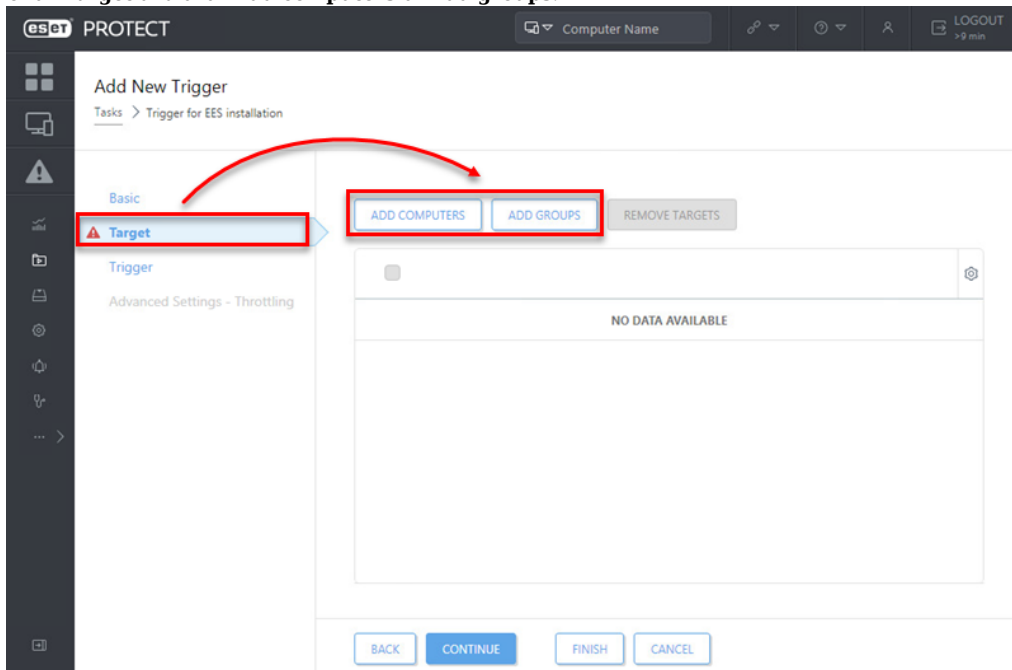 eset PROTECT
Computer Name
LOGOUT
>9 min
Add New Trigger
Tasks > Trigger for EES installation
Basic
Target
Trigger
Advanced Settings - Throttling
ADD COMPUTERS
ADD GROUPS
REMOVE TARGETS
NO DATA AVAILABLE
BACK
CONTINUE
FINISH
CANCEL